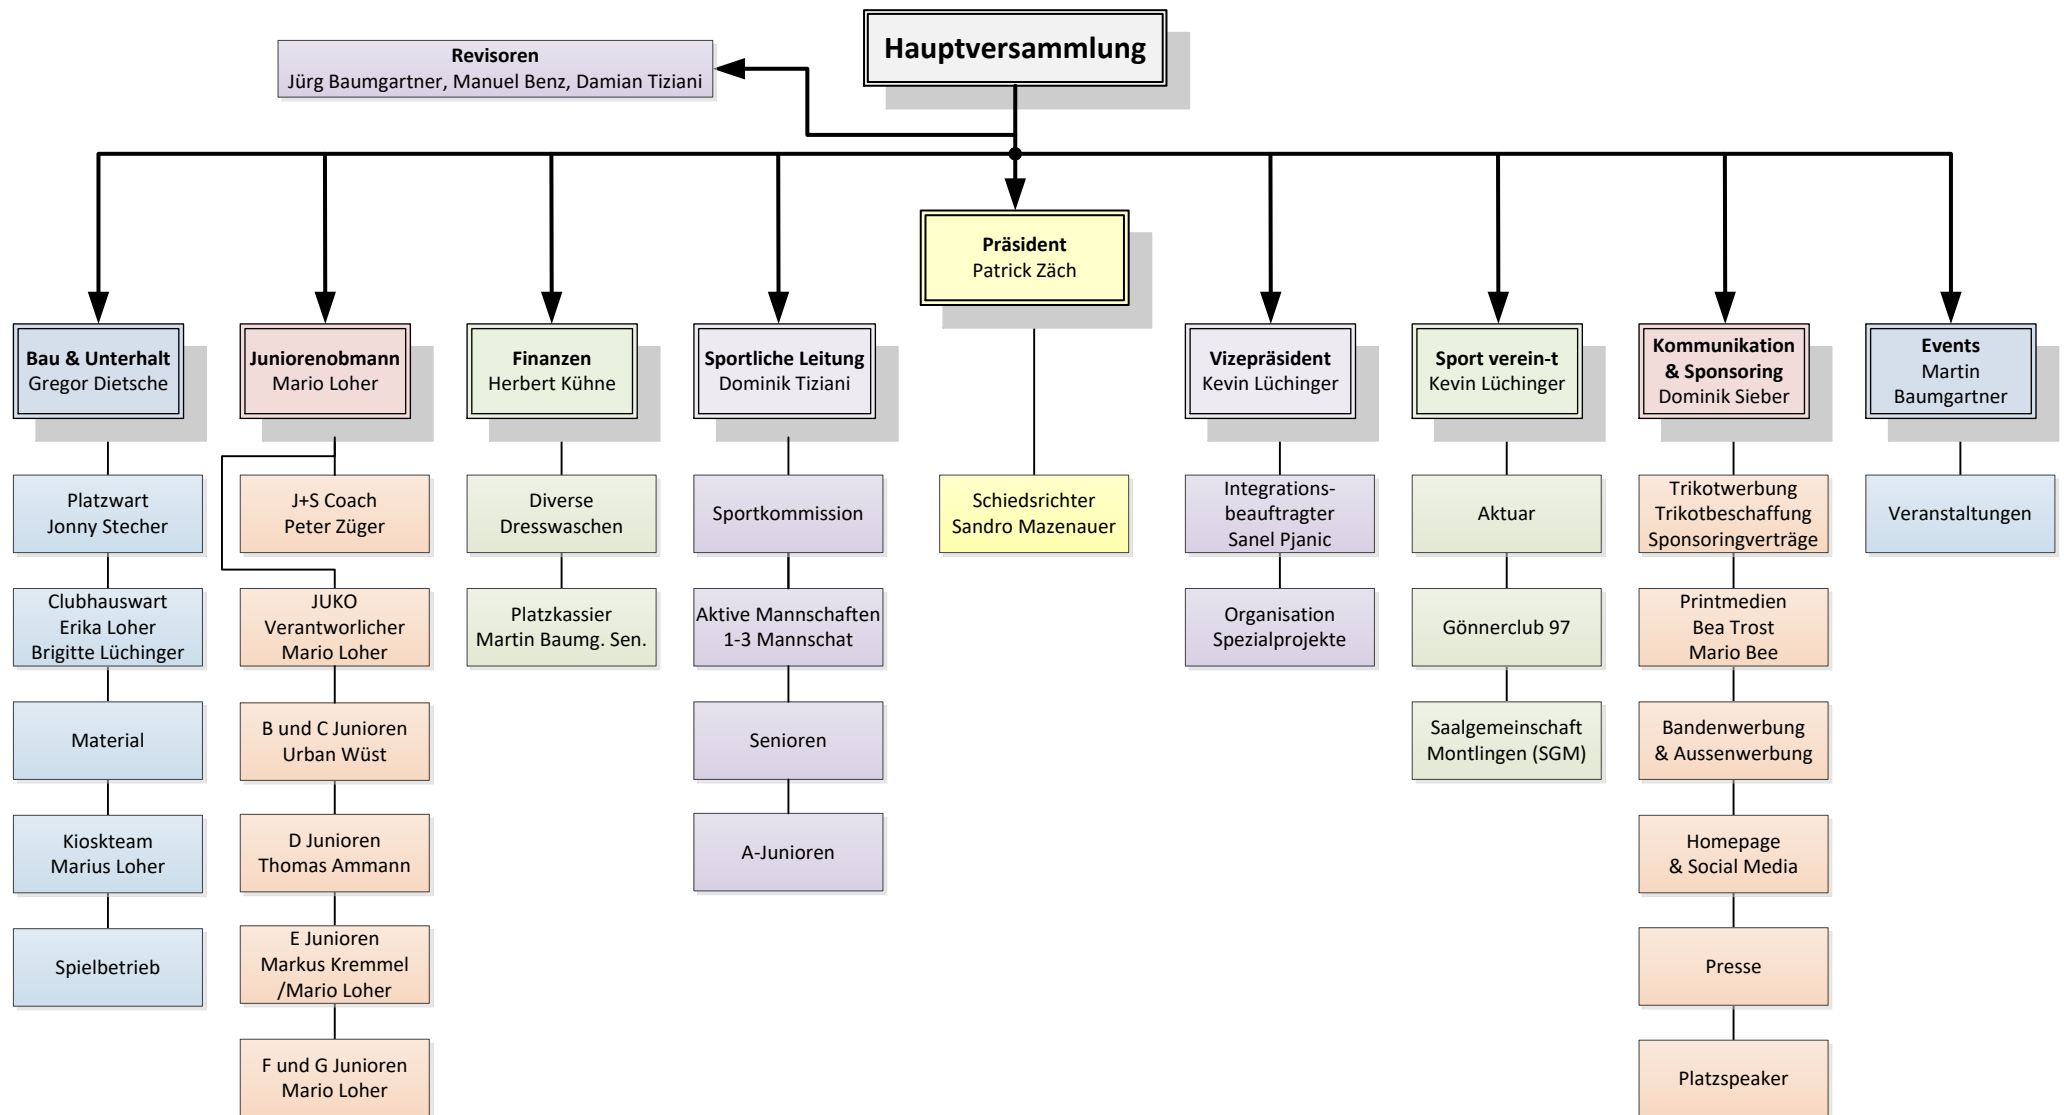 Hauptversammlung
Revisoren
Jürg Baumgartner, Manuel Benz, Damian Tiziani
Präsident
Patrick Zäch
Schiedsrichter
Sandro Mazenauer
Bau & Unterhalt
Gregor Dietsche
Platzwart
Jonny Stecher
Clubhauswart
Erika Loher
Brigitte Lüchinger
Material
Kioskteam
Marius Loher
Spielbetrieb
Juniorenobmann
Mario Loher
J+S Coach
Peter Züger
JUKO
Verantworlicher
Mario Loher
B und C Junioren
Urban Wüst
D Junioren
Thomas Ammann
E Junioren
Markus Kremmel
/Mario Loher
F und G Junioren
Mario Loher
Finanzen
Herbert Kühne
Diverse
Dresswaschen
Platzkassier
Martin Baumg. Sen.
Sportliche Leitung
Dominik Tiziani
Sportkommission
Aktive Mannschaften
1-3 Mannschat
Senioren
A-Junioren
Vizepräsident
Kevin Lüchinger
Integrations-
beauftragter
Sanel Pjanic
Organisation
Spezialprojekte
Sport verein-t
Kevin Lüchinger
Aktuar
Gönnerclub 97
Saalgemeinschaft
Montlingen (SGM)
Kommunikation
& Sponsoring
Dominik Sieber
Trikotwerbung
Trikotbeschaffung
Sponsoringverträge
Printmedien
Bea Trost
Mario Bee
Bandenwerbung
& Aussenwerbung
Homepage
& Social Media
Presse
Platzspeaker
Events
Martin
Baumgartner
Veranstaltungen